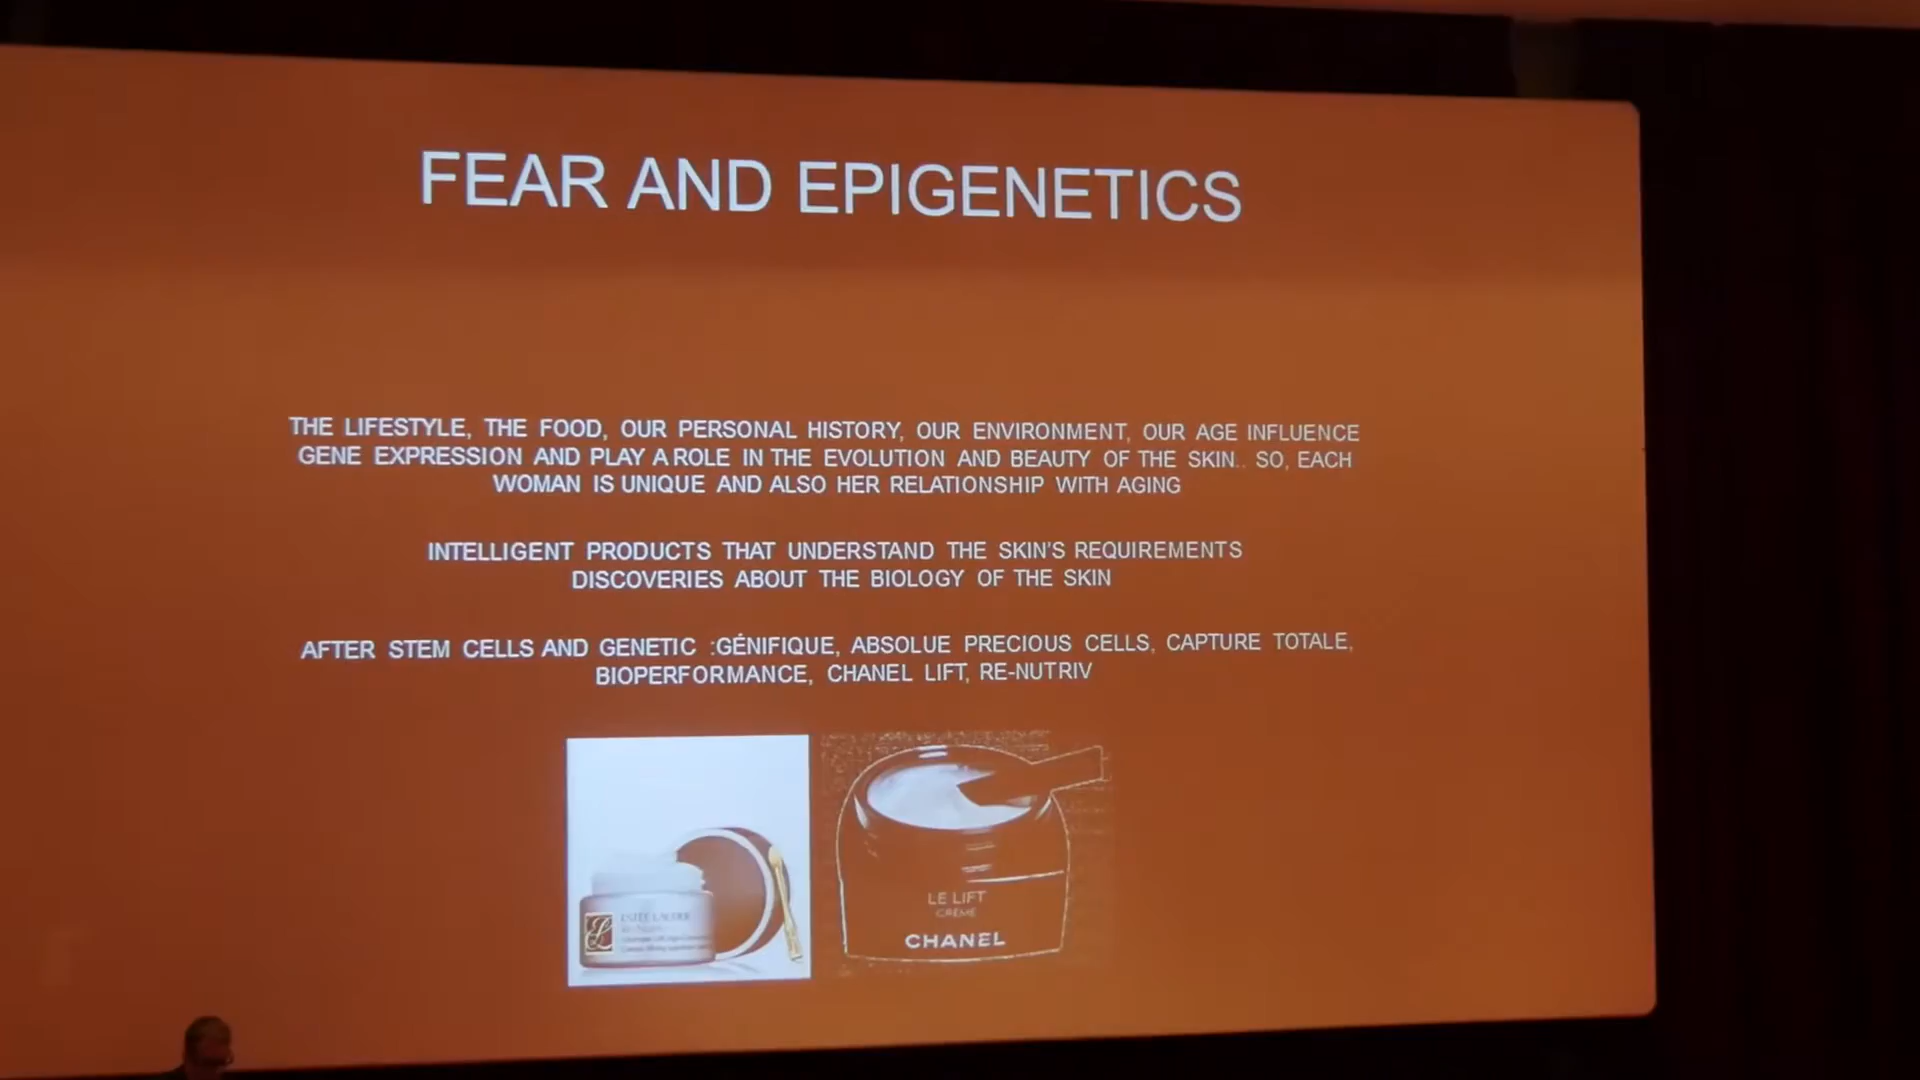 FEAR AND EPIGENETICS
THE LIFESTYLE, THE FOOD, OUR PERSONAL HISTORY, OUR ENVIRONMENT, OUR AGE INFLUENCE
GENE EXPRESSION AND PLAY A ROLE IN THE EVOLUTION AND BEAUTY OF THE SKIN.. SO, EACH
WOMAN IS UNIQUE AND ALSO HER RELATIONSHIP WITH AGING
INTELLIGENT PRODUCTS THAT UNDERSTAND THE SKIN'S REQUIREMENTS
DISCOVERIES ABOUT THE BIOLOGY OF THE SKIN
AFTER STEM CELLS AND GENETIC :GÉNIFIQUE, ABSOLUE PRECIOUS CELLS, CAPTURE TOTALE,
BIOPERFORMANCE, CHANEL LIFT, RE-NUTRIV
ESTEE LAUDER
LE LIFT
CRÈME
CHANEL